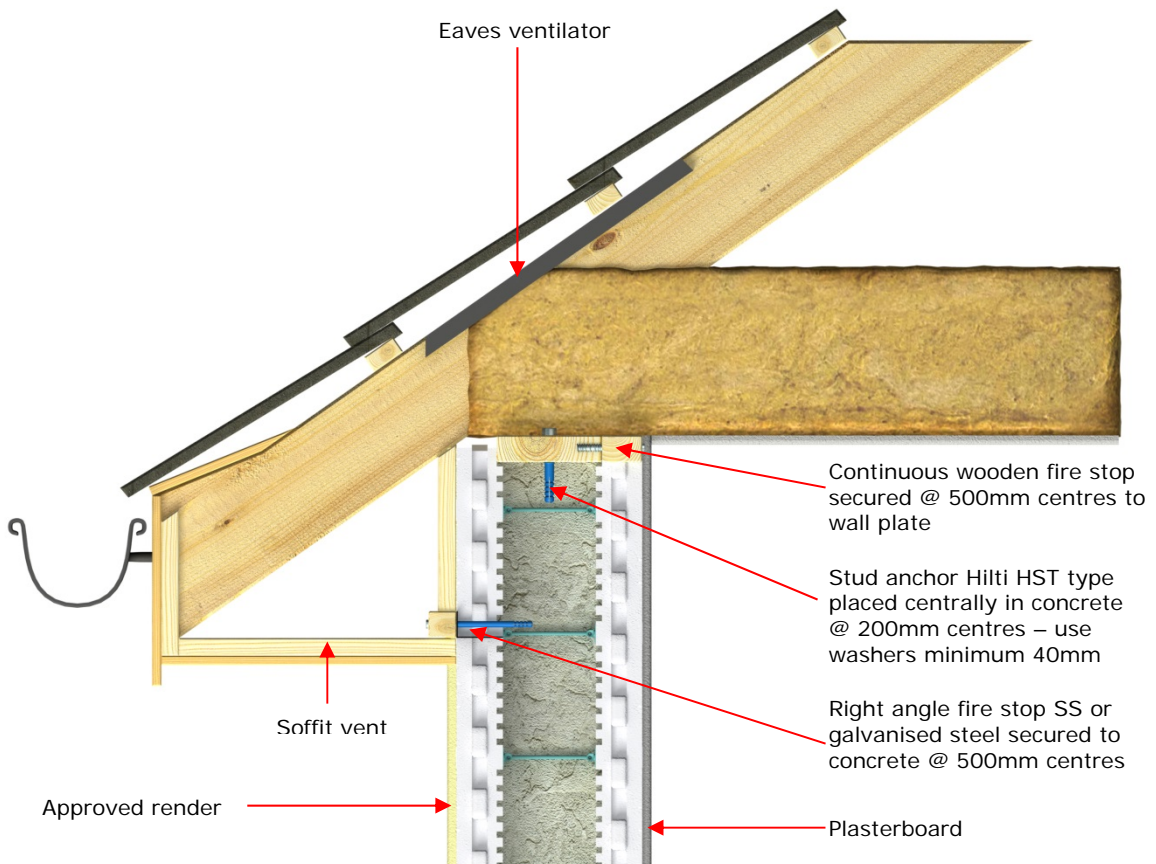 Eaves ventilator
Continuous wooden fire stop
secured @ 500mm centres to
wall plate
Stud anchor Hilti HST type
placed centrally in concrete
@ 200mm centres – use
washers minimum 40mm
Right angle fire stop SS or
galvanised steel secured to
concrete @ 500mm centres
Soffit vent
Approved render
Plasterboard